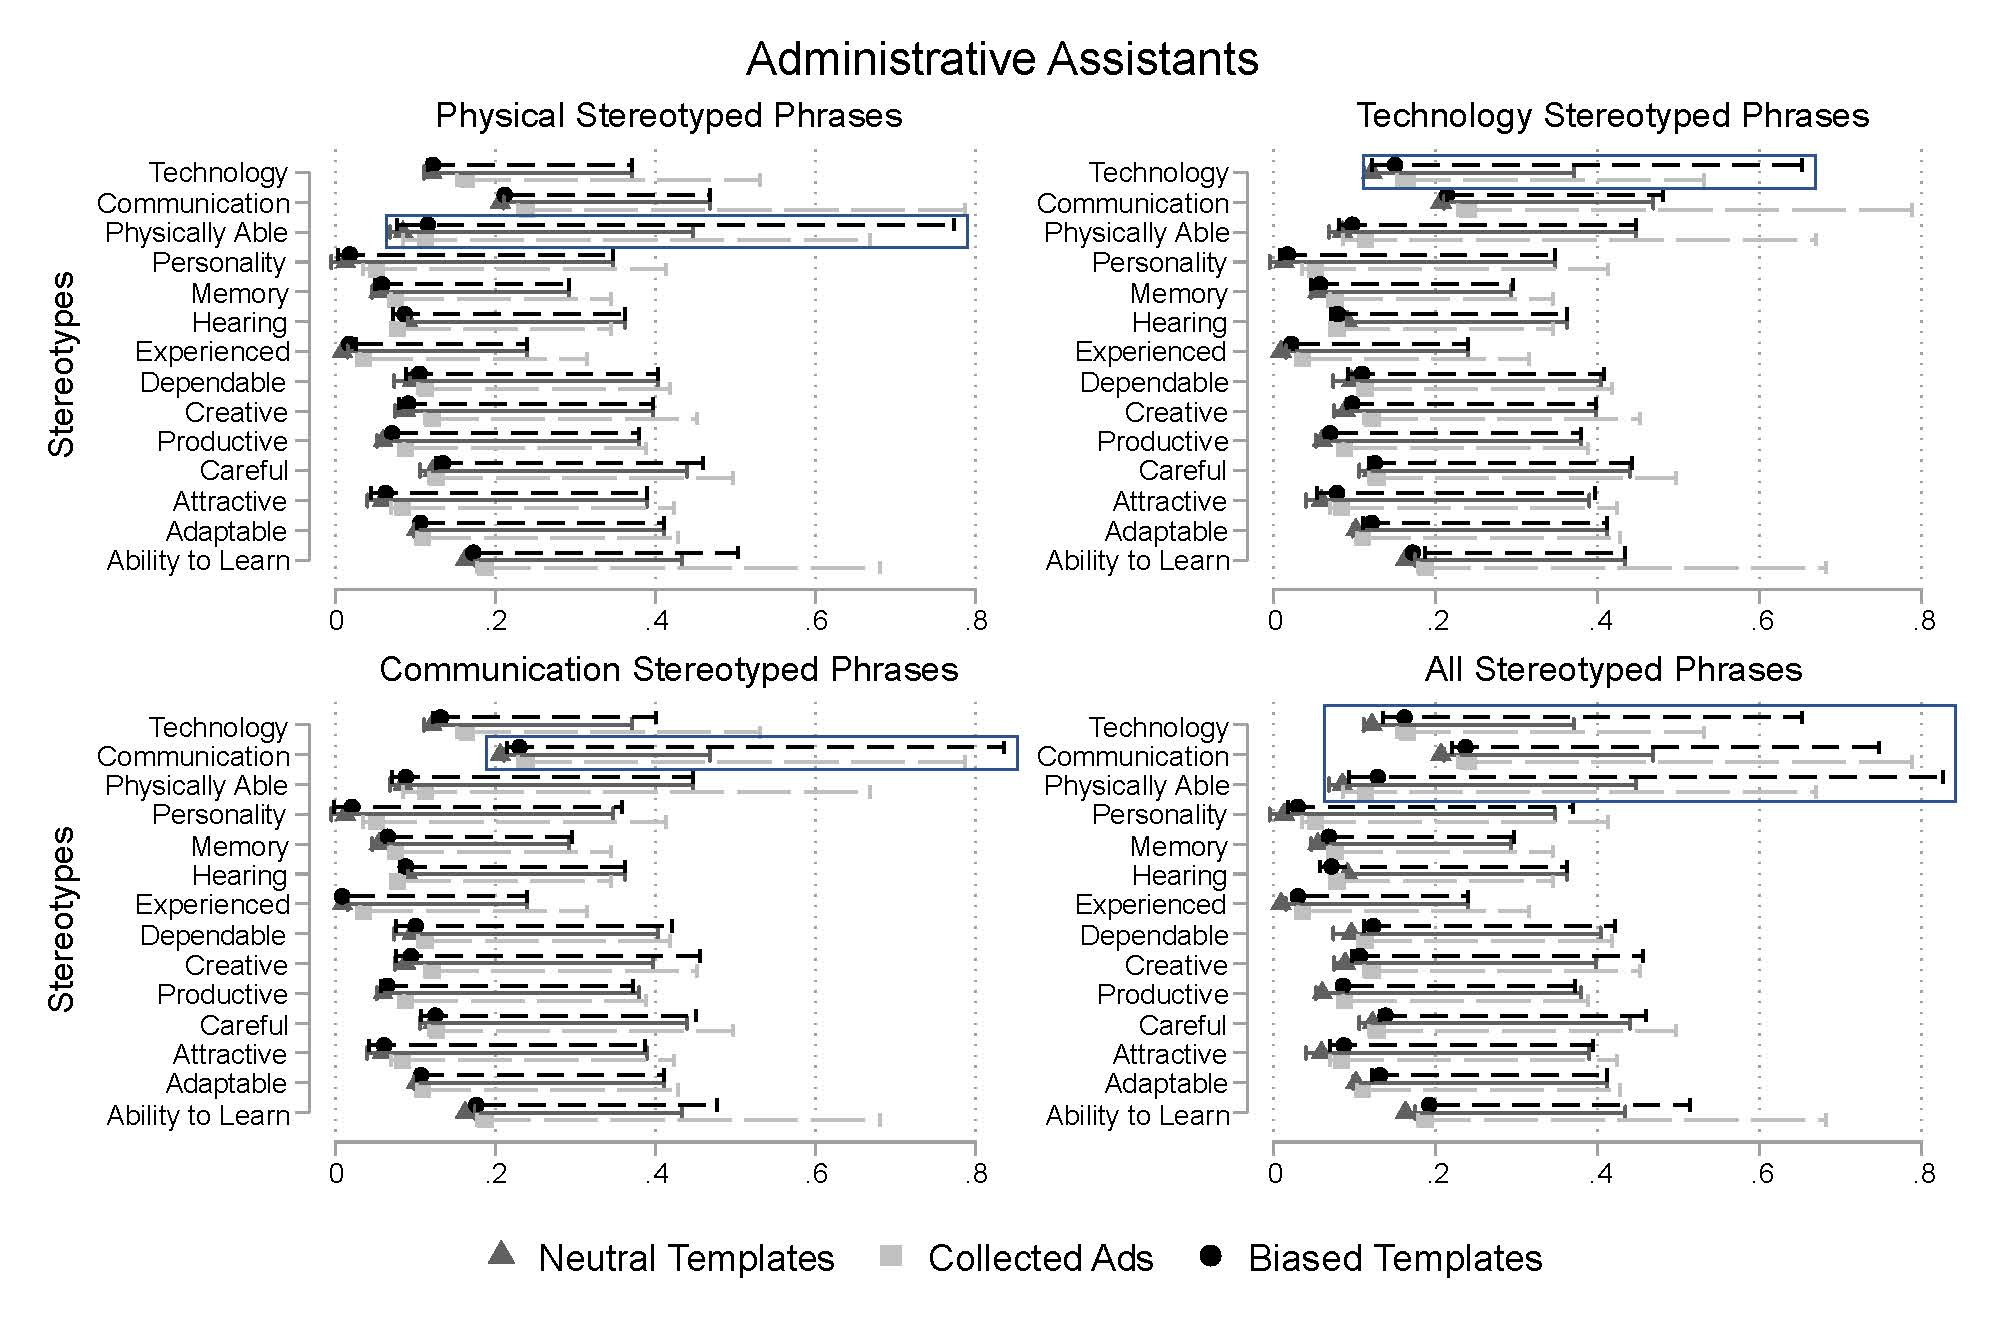 Administrative Assistants
Physical Stereotyped Phrases
Stereotypes
Technology
Communication
Physically Able
Personality
Memory
Hearing
Experienced
Dependable
Creative
Productive
Careful
Attractive
Adaptable
Ability to Learn
0 .2 .4 .6 .8
Technology Stereotyped Phrases
Technology
Communication
Physically Able
Personality
Memory
Hearing
Experienced
Dependable
Creative
Productive
Careful
Attractive
Adaptable
Ability to Learn
0 .2 .4 .6 .8
Communication Stereotyped Phrases
Stereotypes
Technology
Communication
Physically Able
Personality
Memory
Hearing
Experienced
Dependable
Creative
Productive
Careful
Attractive
Adaptable
Ability to Learn
0 .2 .4 .6 .8
All Stereotyped Phrases
Technology
Communication
Physically Able
Personality
Memory
Hearing
Experienced
Dependable
Creative
Productive
Careful
Attractive
Adaptable
Ability to Learn
0 .2 .4 .6 .8
Neutral Templates Collected Ads Biased Templates